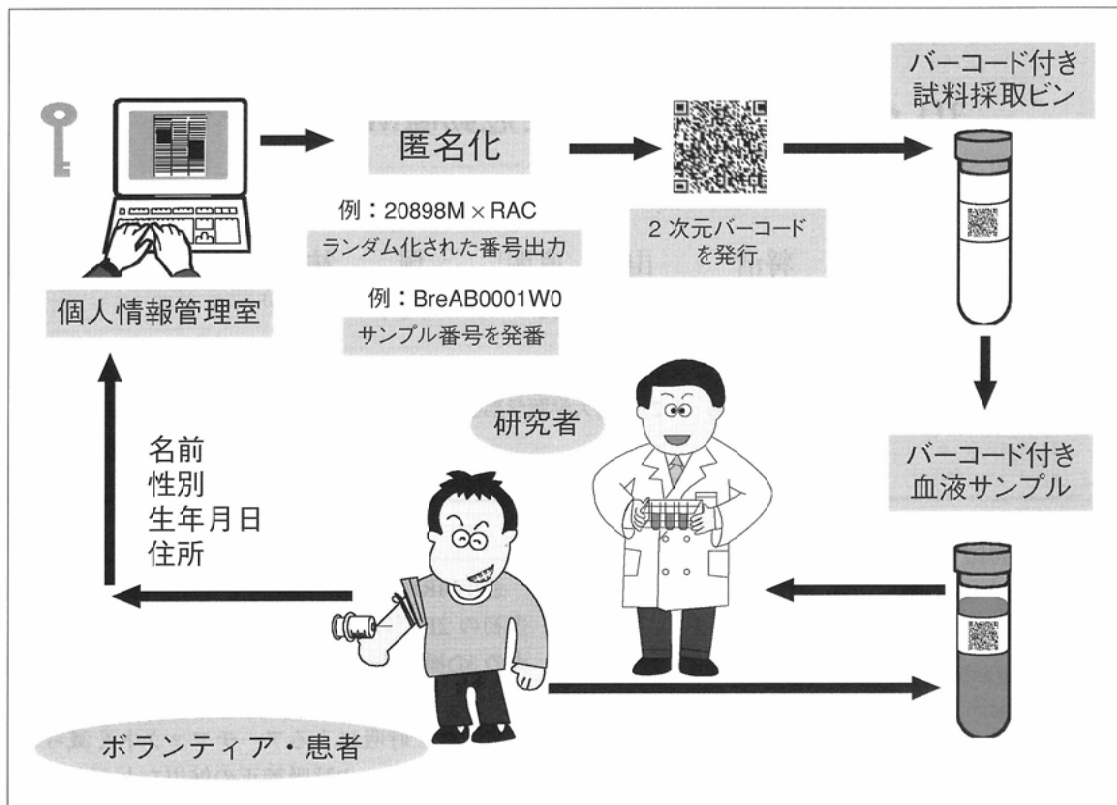 匿名化
例：20898M×RAC
ランダム化された番号出力
例：BreAB0001W0
サンプル番号を発番
2次元バーコード
を発行
バーコード付き
試料採取ビン
個人情報管理室
名前
性別
生年月日
住所
研究者
バーコード付き
血液サンプル
ボランティア・患者